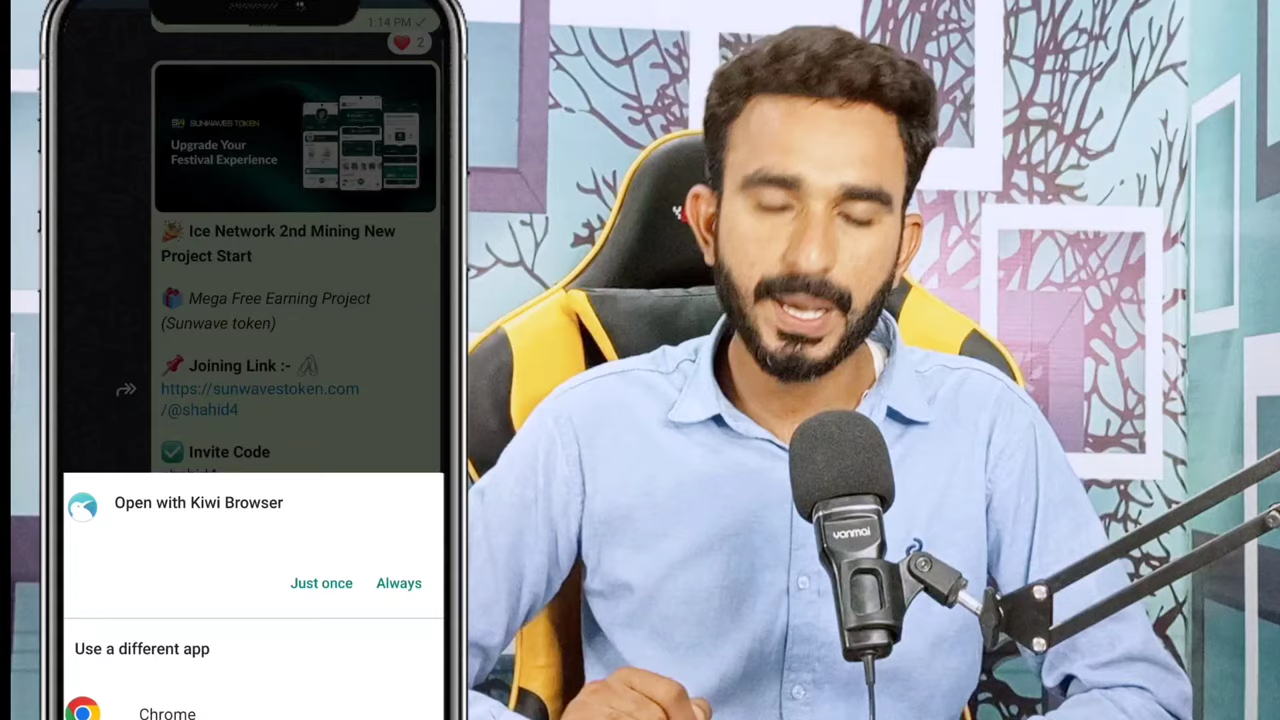 1:14 PM
2
SUNWAVES TOKEN
Upgrade Your
Festival Experience
🎉 Ice Network 2nd Mining New
Project Start
🎁 Mega Free Earning Project
(Sunwave token)
📌 Joining Link :- 🖇
https://sunwavestoken.com
/@shahid4
✅ Invite Code
Open with Kiwi Browser
Just once Always
Use a different app
Chrome
vanmai